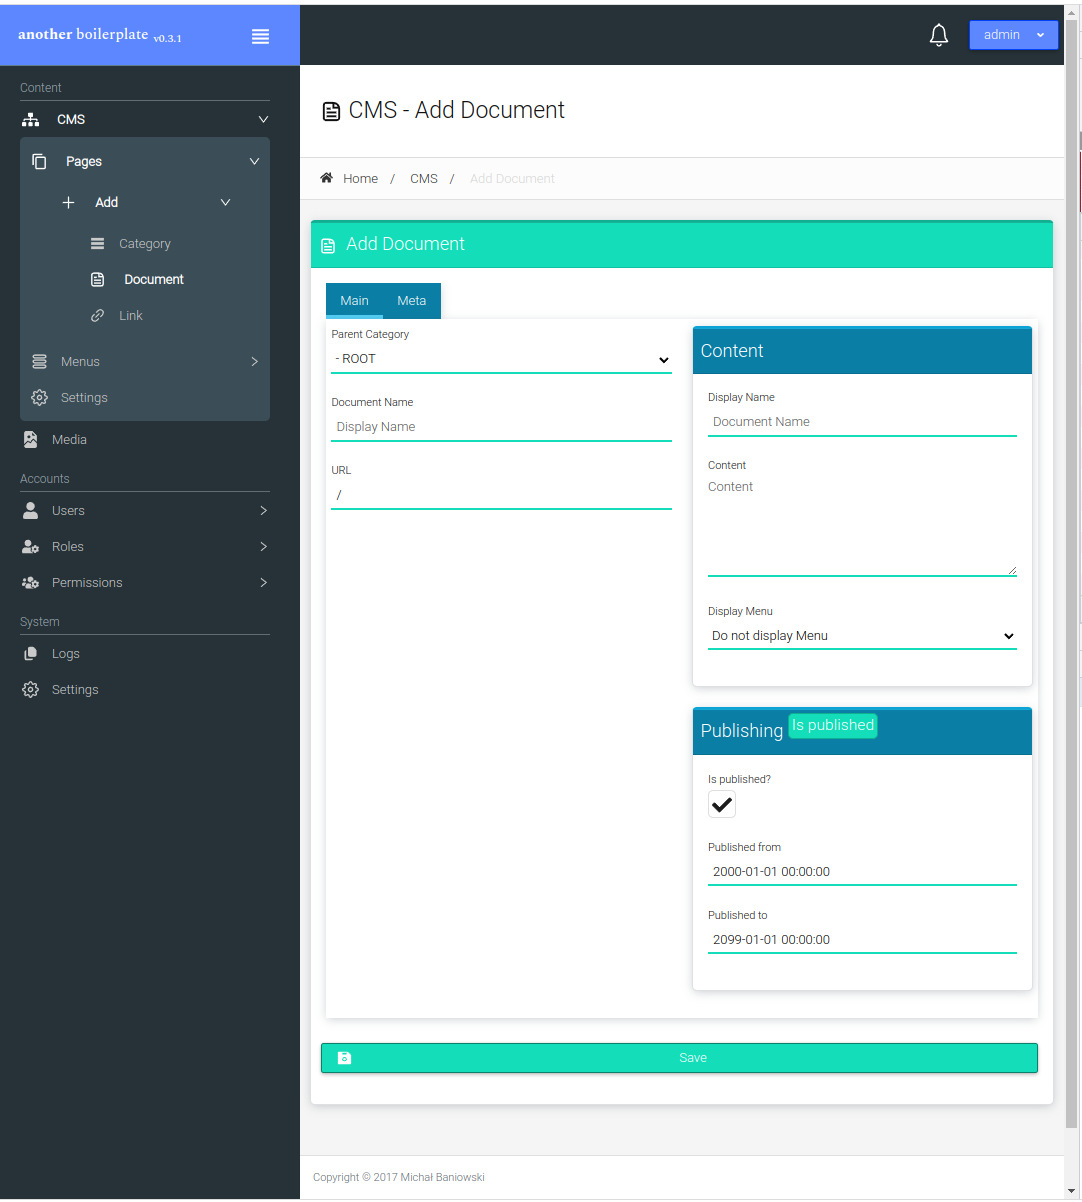 another boilerplate v0.3.1
admin
Content
CMS
Pages
Add
Category
Document
Link
Menus
Settings
Media
Accounts
Users
Roles
Permissions
System
Logs
Settings
CMS - Add Document
Home / CMS / Add Document
Add Document
Main Meta
Parent Category
- ROOT
Document Name
Display Name
URL
/
Content
Display Name
Document Name
Content
Content
Display Menu
Do not display Menu
Publishing Is published
Is published?
Published from
2000-01-01 00:00:00
Published to
2099-01-01 00:00:00
Save
Copyright © 2017 Michał Baniowski